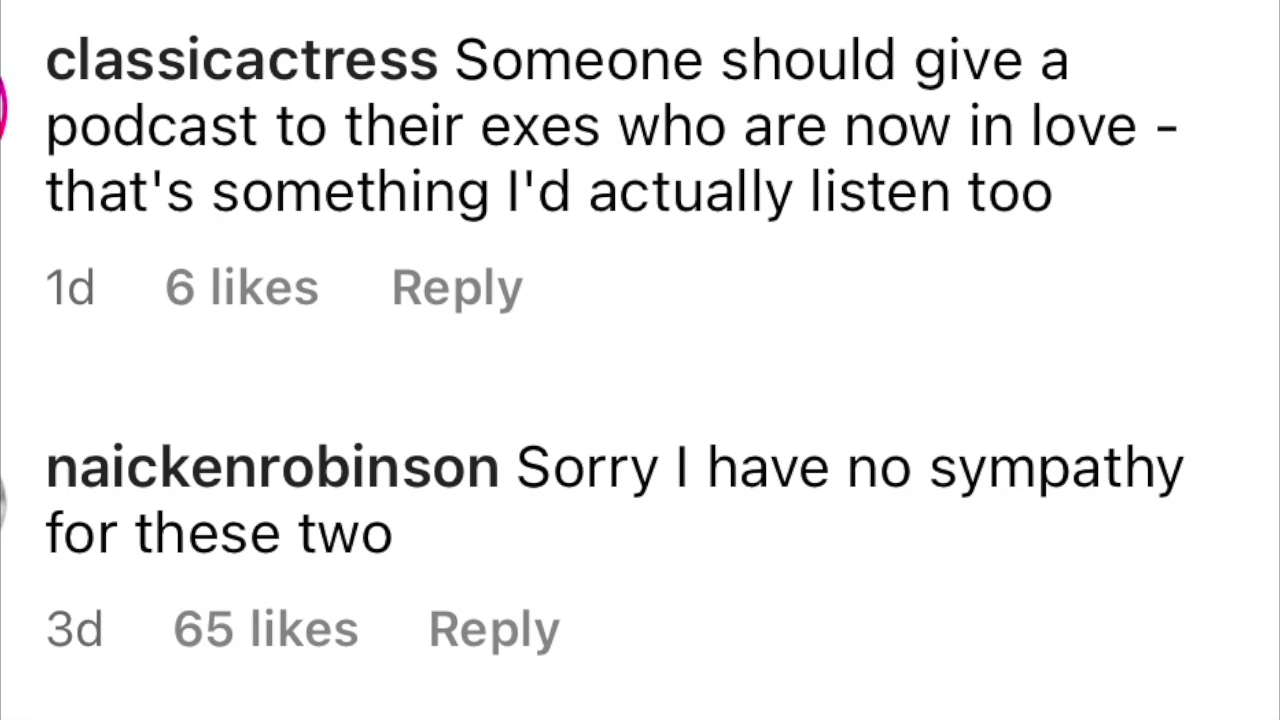 classicactress Someone should give a
podcast to their exes who are now in love -
that's something I'd actually listen too
1d 6 likes Reply
naickenrobinson Sorry I have no sympathy
for these two
3d 65 likes Reply